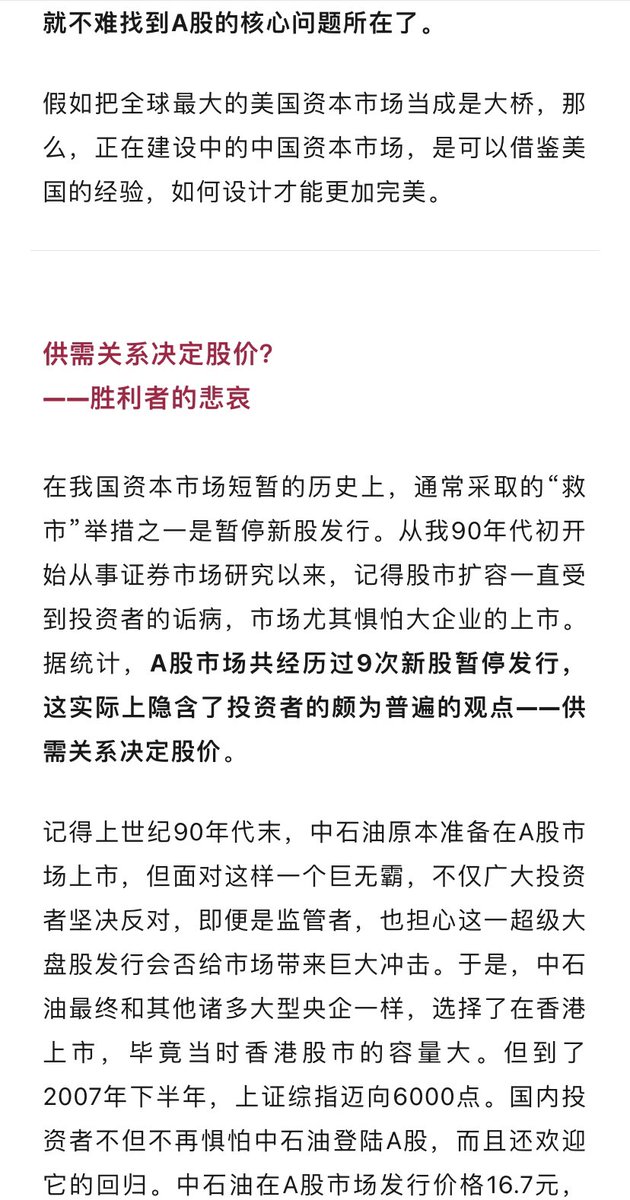 就不难找到A股的核心问题所在了。
假如把全球最大的美国资本市场当成是大桥，那
么，正在建设中的中国资本市场，是可以借鉴美
国的经验，如何设计才能更加完美。
供需关系决定股价?
——胜利者的悲哀
在我国资本市场短暂的历史上，通常采取的“救
市”举措之一是暂停新股发行。从我90年代初开
始从事证券市场研究以来，记得股市扩容一直受
到投资者的诟病，市场尤其惧怕大企业的上市。
据统计，A股市场共经历过9次新股暂停发行，
这实际上隐含了投资者的颇为普遍的观点——供
需关系决定股价。
记得上世纪90年代末，中石油原本准备在A股市
场上市，但面对这样一个巨无霸，不仅广大投资
者坚决反对，即便是监管者，也担心这一超级大
盘股发行会否给市场带来巨大冲击。于是，中石
油最终和其他诸多大型央企一样，选择了在香港
上市，毕竟当时香港股市的容量大。但到了
2007年下半年，上证综指迈向6000点。国内投
资者不但不再惧怕中石油登陆A股，而且还欢迎
它的回归。中石油在A股市场发行价格16.7元，